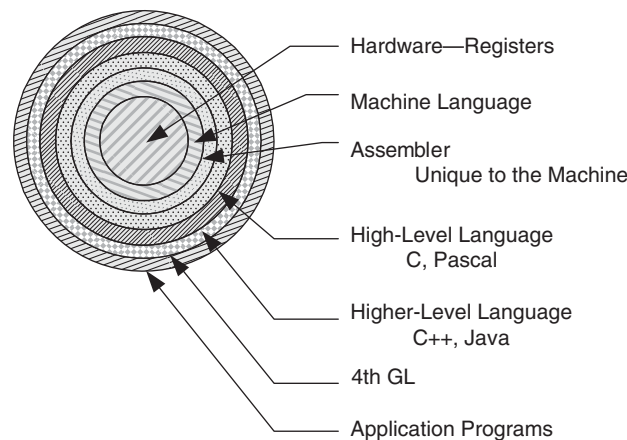 Hardware—Registers
Machine Language
Assembler
Unique to the Machine
High-Level Language
C, Pascal
Higher-Level Language
C++, Java
4th GL
Application Programs